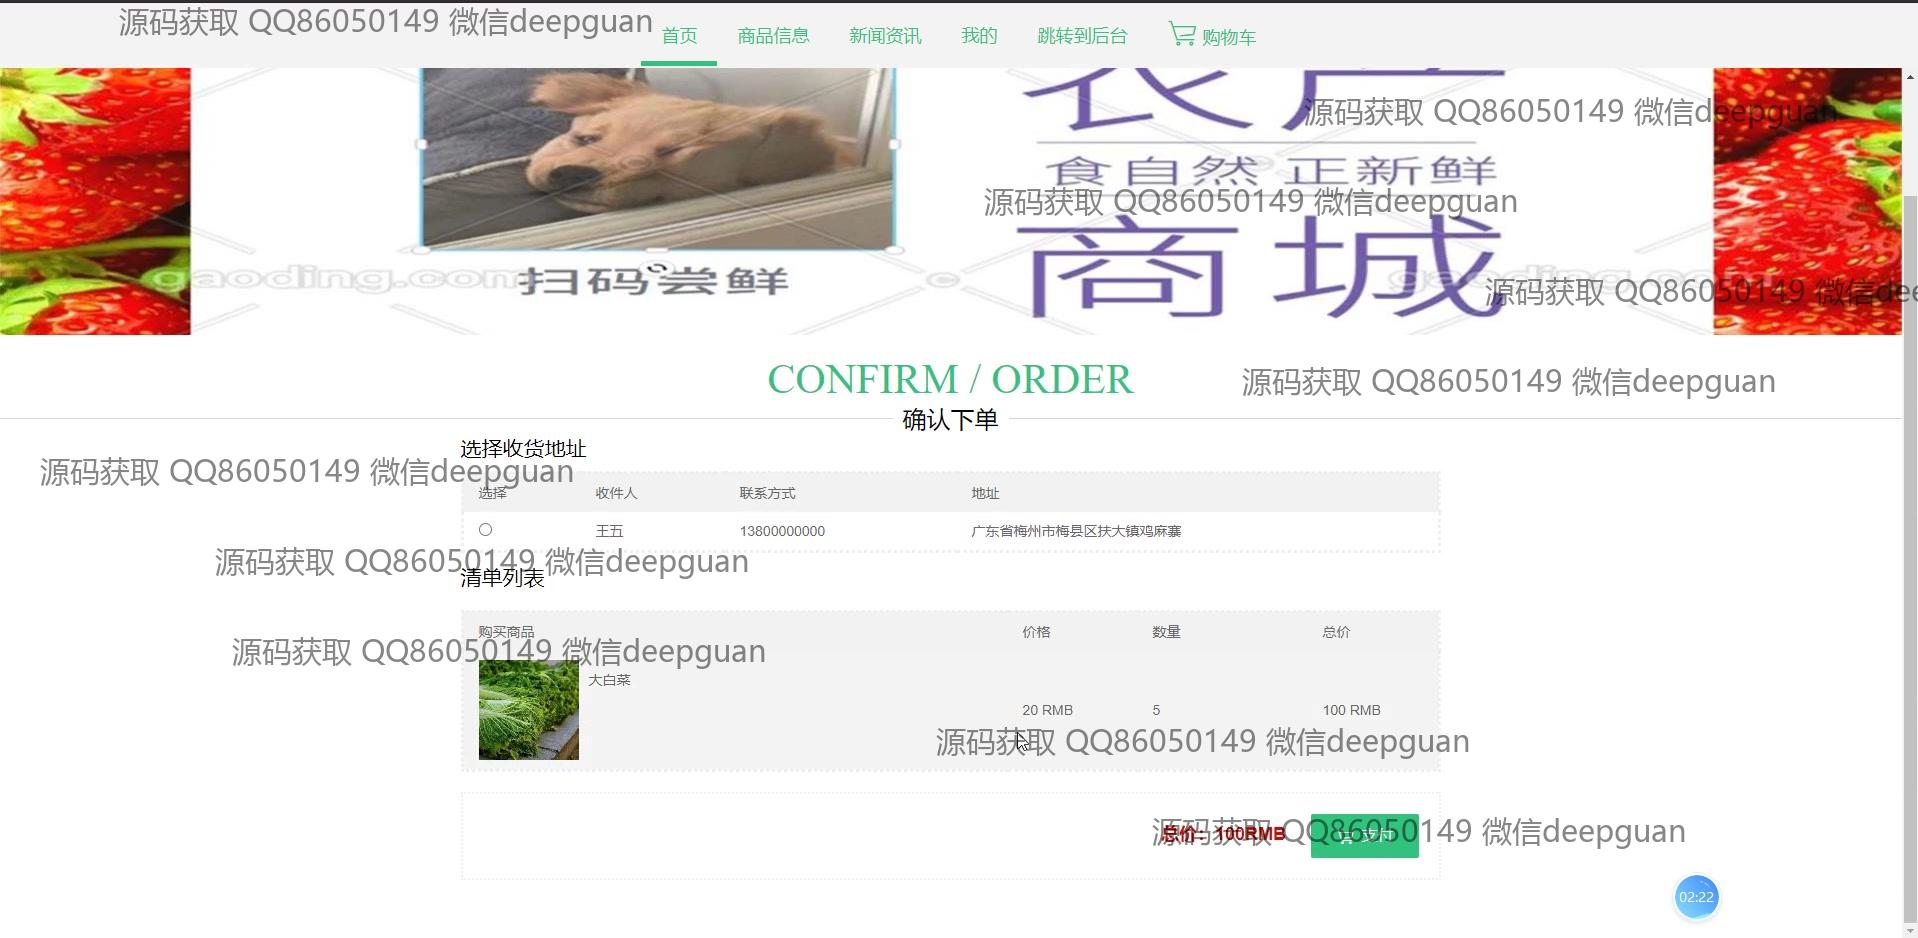 源码获取 QQ86050149 微信deepguan
首页 商品信息 新闻资讯 我的 跳转到后台 购物车
源码获取 QQ86050149 微信deepguan
食自然 正新鲜
源码获取 QQ86050149 微信deepguan
商城
gaoding.com
扫码尝鲜
源码获取 QQ86050149 微信dee
CONFIRM / ORDER
源码获取 QQ86050149 微信deepguan
确认下单
选择收货地址
源码获取 QQ86050149 微信deepguan
选择 收件人 联系方式 地址
王五 13800000000 广东省梅州市梅县区扶大镇鸡麻寨
源码获取 QQ86050149 微信deepguan
清单列表
购买商品 价格 数量 总价
源码获取 QQ86050149 微信deepguan
大白菜
20 RMB 5 100 RMB
源码获取 QQ86050149 微信deepguan
总价：100RMB 支付
源码获取 QQ86050149 微信deepguan
02:22